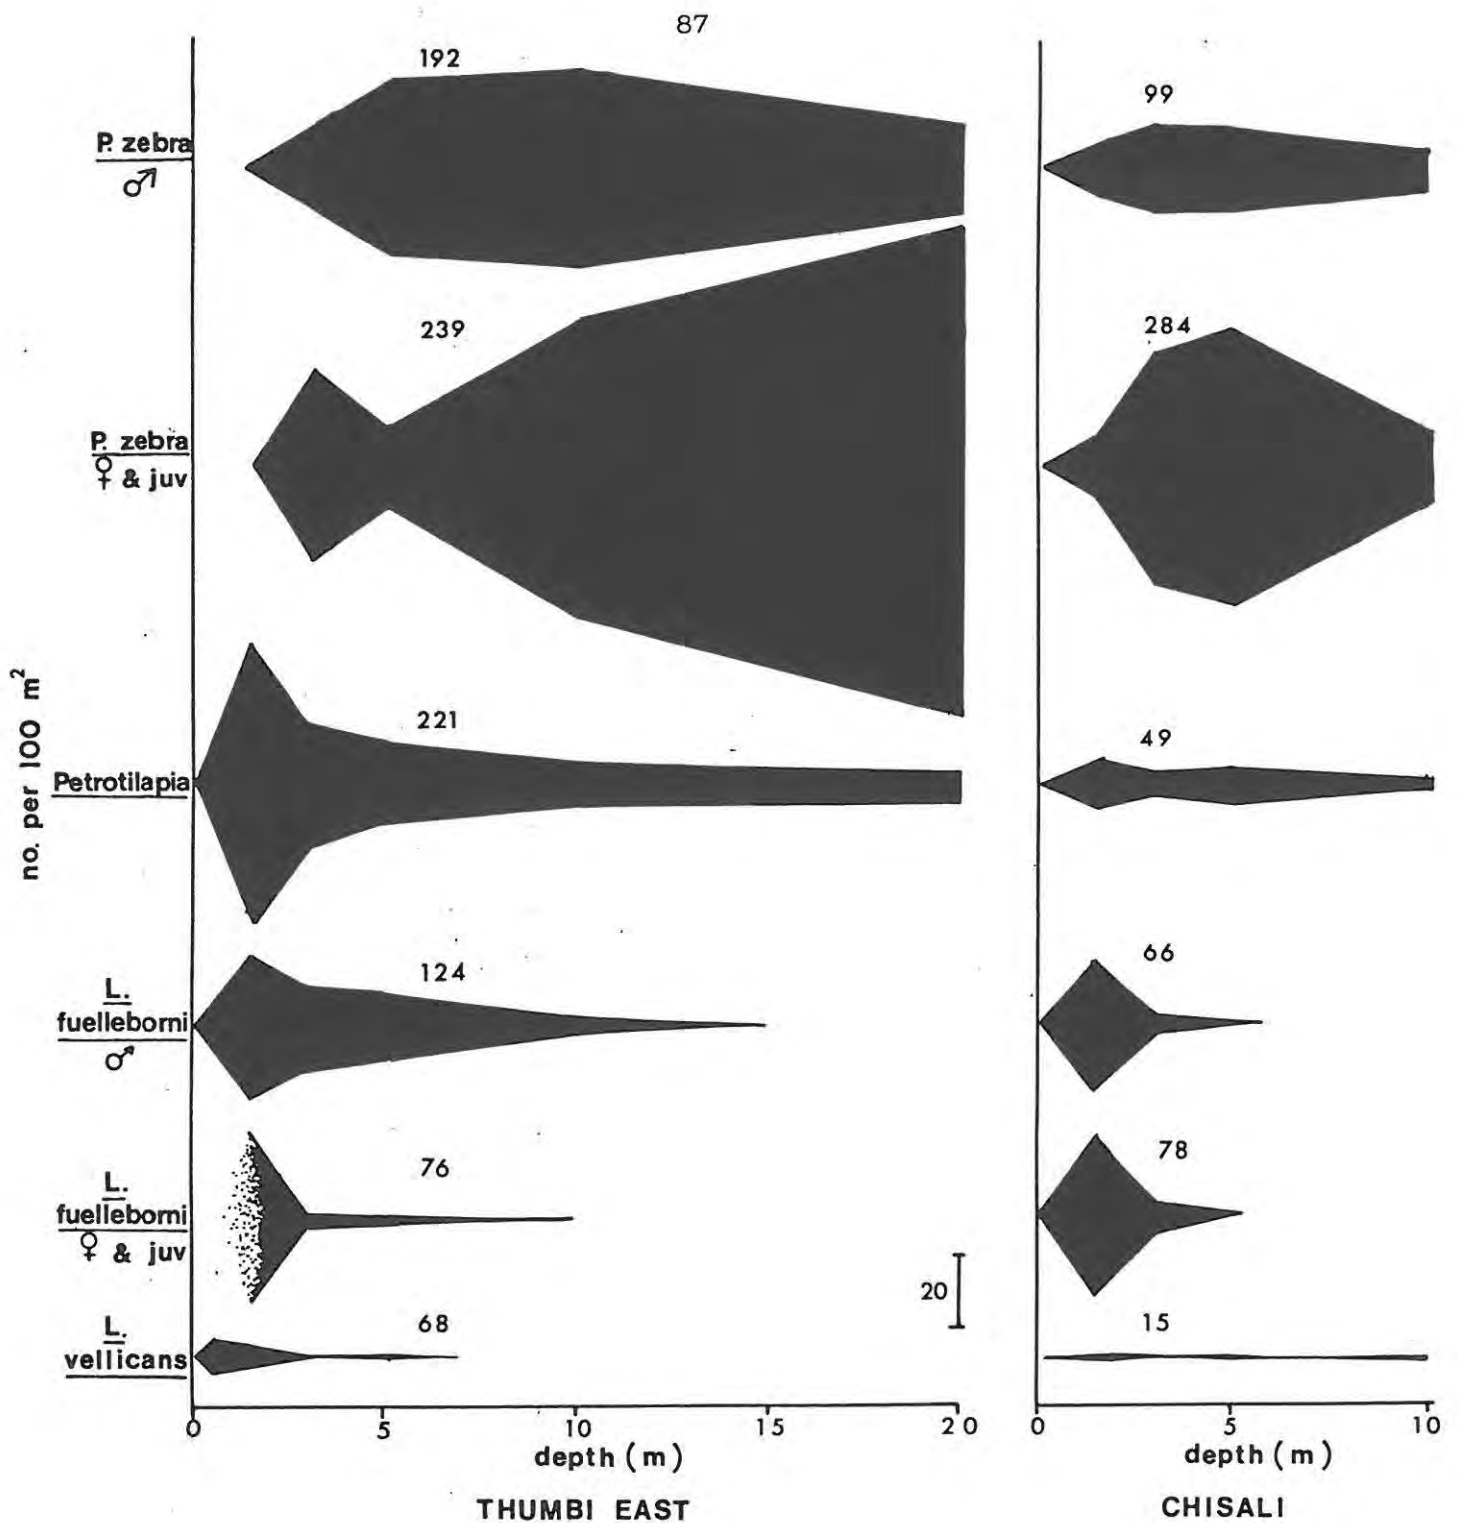 87
192
99
P. zebra
♂
239
284
P. zebra
♀ & juv
221
49
Petrotilapia
no. per 100 m²
124
66
L.
fuelleborni
♂
76
78
L.
fuelleborni
♀ & juv
20
68
15
L.
vellicans
0 5 10 15 20
0 5 10
depth (m)
depth (m)
THUMBI EAST
CHISALI